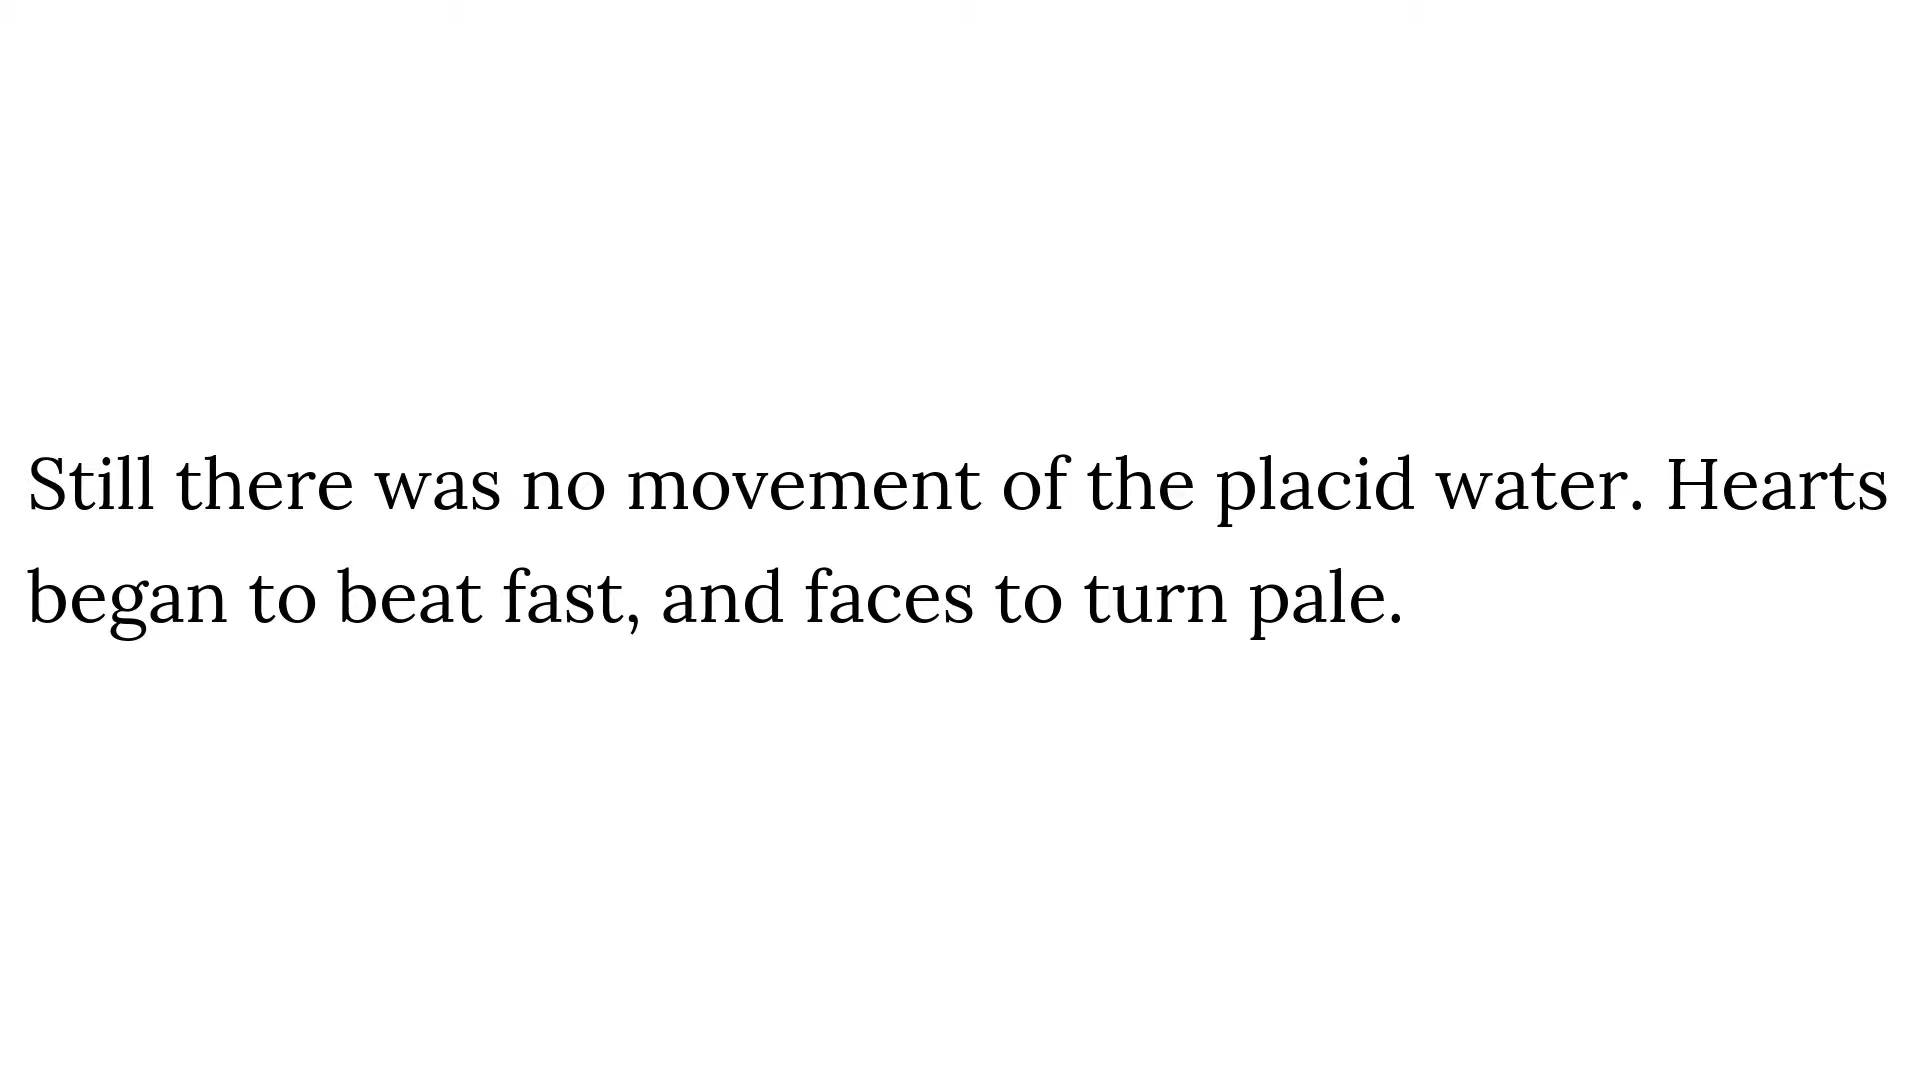 Still there was no movement of the placid water. Hearts
began to beat fast, and faces to turn pale.